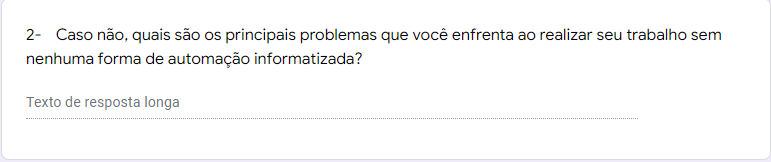 2- Caso não, quais são os principais problemas que você enfrenta ao realizar seu trabalho sem
nenhuma forma de automação informatizada?
Texto de resposta longa